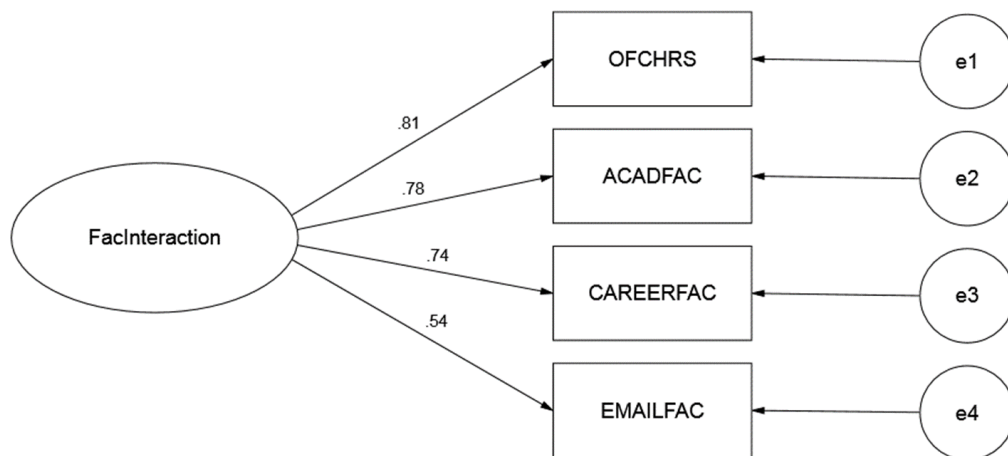 OFCHRS
e1
.81
ACADFAC
e2
.78
FacInteraction
.74
CAREERFAC
e3
.54
EMAILFAC
e4